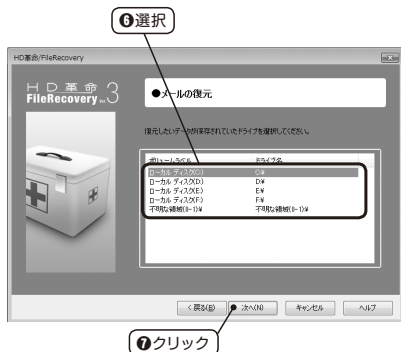 ❻選択
HD革命/FileRecovery
HD革命
FileRecovery Ver.3
●メールの復元
復元したいデータが保存されていたドライブを選択してください。
ボリュームラベル ドライブ名
ローカル ディスク(C:) C:¥
ローカル ディスク(D:) D:¥
ローカル ディスク(E:) E:¥
ローカル ディスク(F:) F:¥
不明な領域(0-1)¥ 不明な領域(0-1)¥
< 戻る(B) 次へ(N) キャンセル ヘルプ
❼クリック